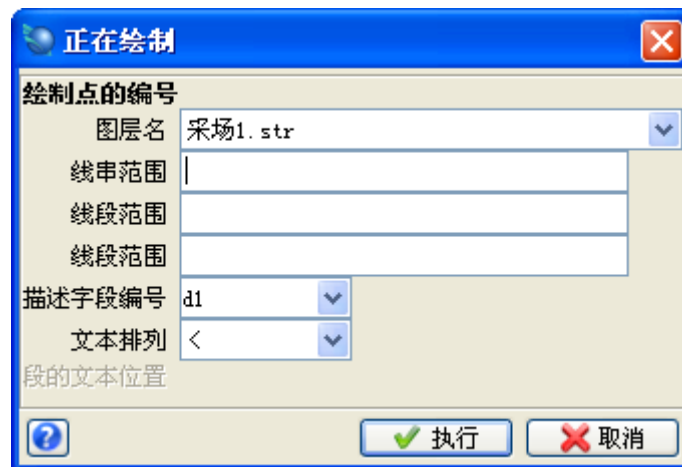 正在绘制
绘制点的编号
图层名 采场1.str
线串范围
线段范围
线段范围
描述字段编号 d1
文本排列 <
段的文本位置
? 执行 取消